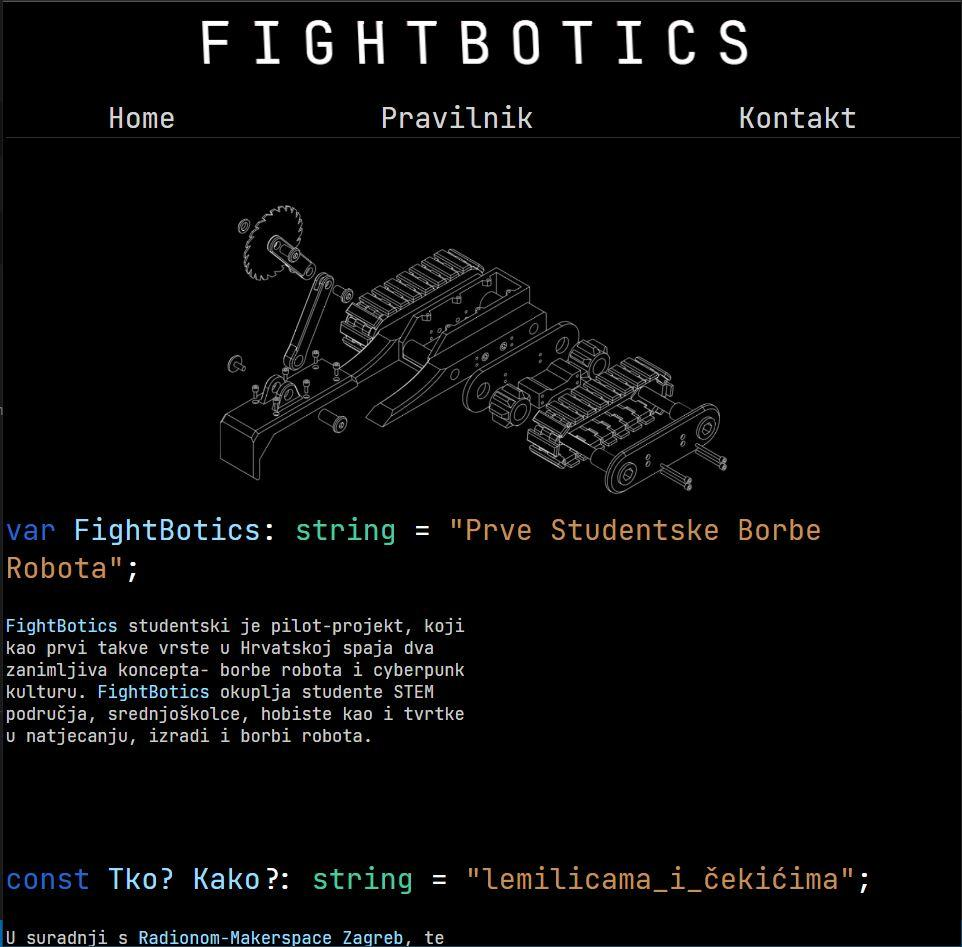 FIGHTBOTICS
Home Pravilnik Kontakt
var FightBotics: string = "Prve Studentske Borbe
Robota";
FightBotics studentski je pilot-projekt, koji
kao prvi takve vrste u Hrvatskoj spaja dva
zanimljiva koncepta- borbe robota i cyberpunk
kulturu. FightBotics okuplja studente STEM
područja, srednjoškolce, hobiste kao i tvrtke
u natjecanju, izradi i borbi robota.
const Tko? Kako?: string = "lemilicama_i_čekićima";
U suradnji s Radionom-Makerspace Zagreb, te